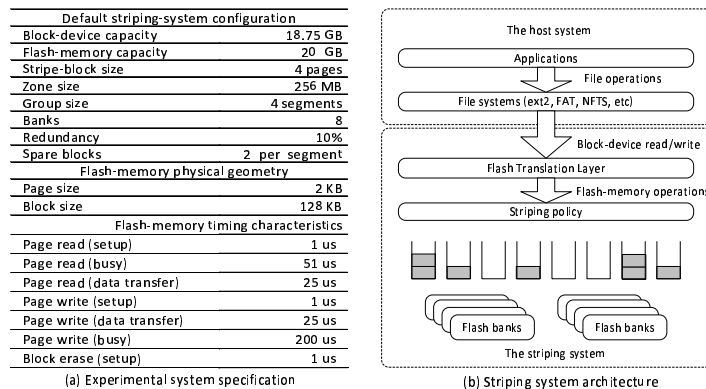 Default striping-system configuration
Block-device capacity 18.75 GB
Flash-memory capacity 20 GB
Stripe-block size 4 pages
Zone size 256 MB
Group size 4 segments
Banks 8
Redundancy 10%
Spare blocks 2 per segment
Flash-memory physical geometry
Page size 2 KB
Block size 128 KB
Flash-memory timing characteristics
Page read (setup) 1 us
Page read (busy) 51 us
Page read (data transfer) 25 us
Page write (setup) 1 us
Page write (data transfer) 25 us
Page write (busy) 200 us
Block erase (setup) 1 us
(a) Experimental system specification
The host system
Applications
File operations
File systems (ext2, FAT, NFTS, etc)
Block-device read/write
Flash Translation Layer
Flash-memory operations
Striping policy
Flash banks Flash banks
The striping system
(b) Striping system architecture